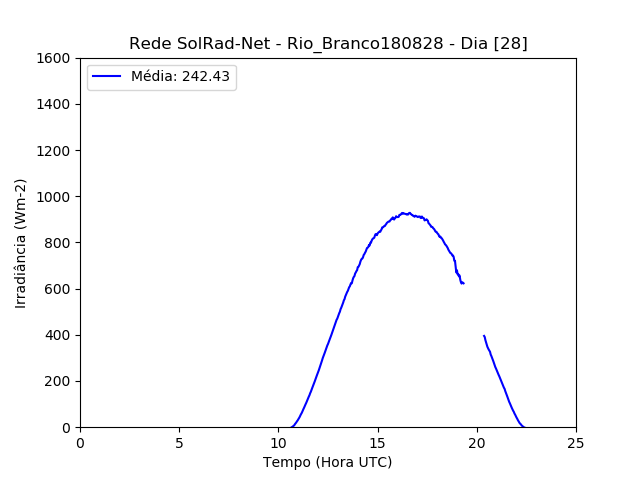 Rede SolRad-Net - Rio_Branco180828 - Dia [28]
Média: 242.43
1600
1400
1200
1000
800
600
400
200
0
Irradiância (Wm-2)
0 5 10 15 20 25
Tempo (Hora UTC)